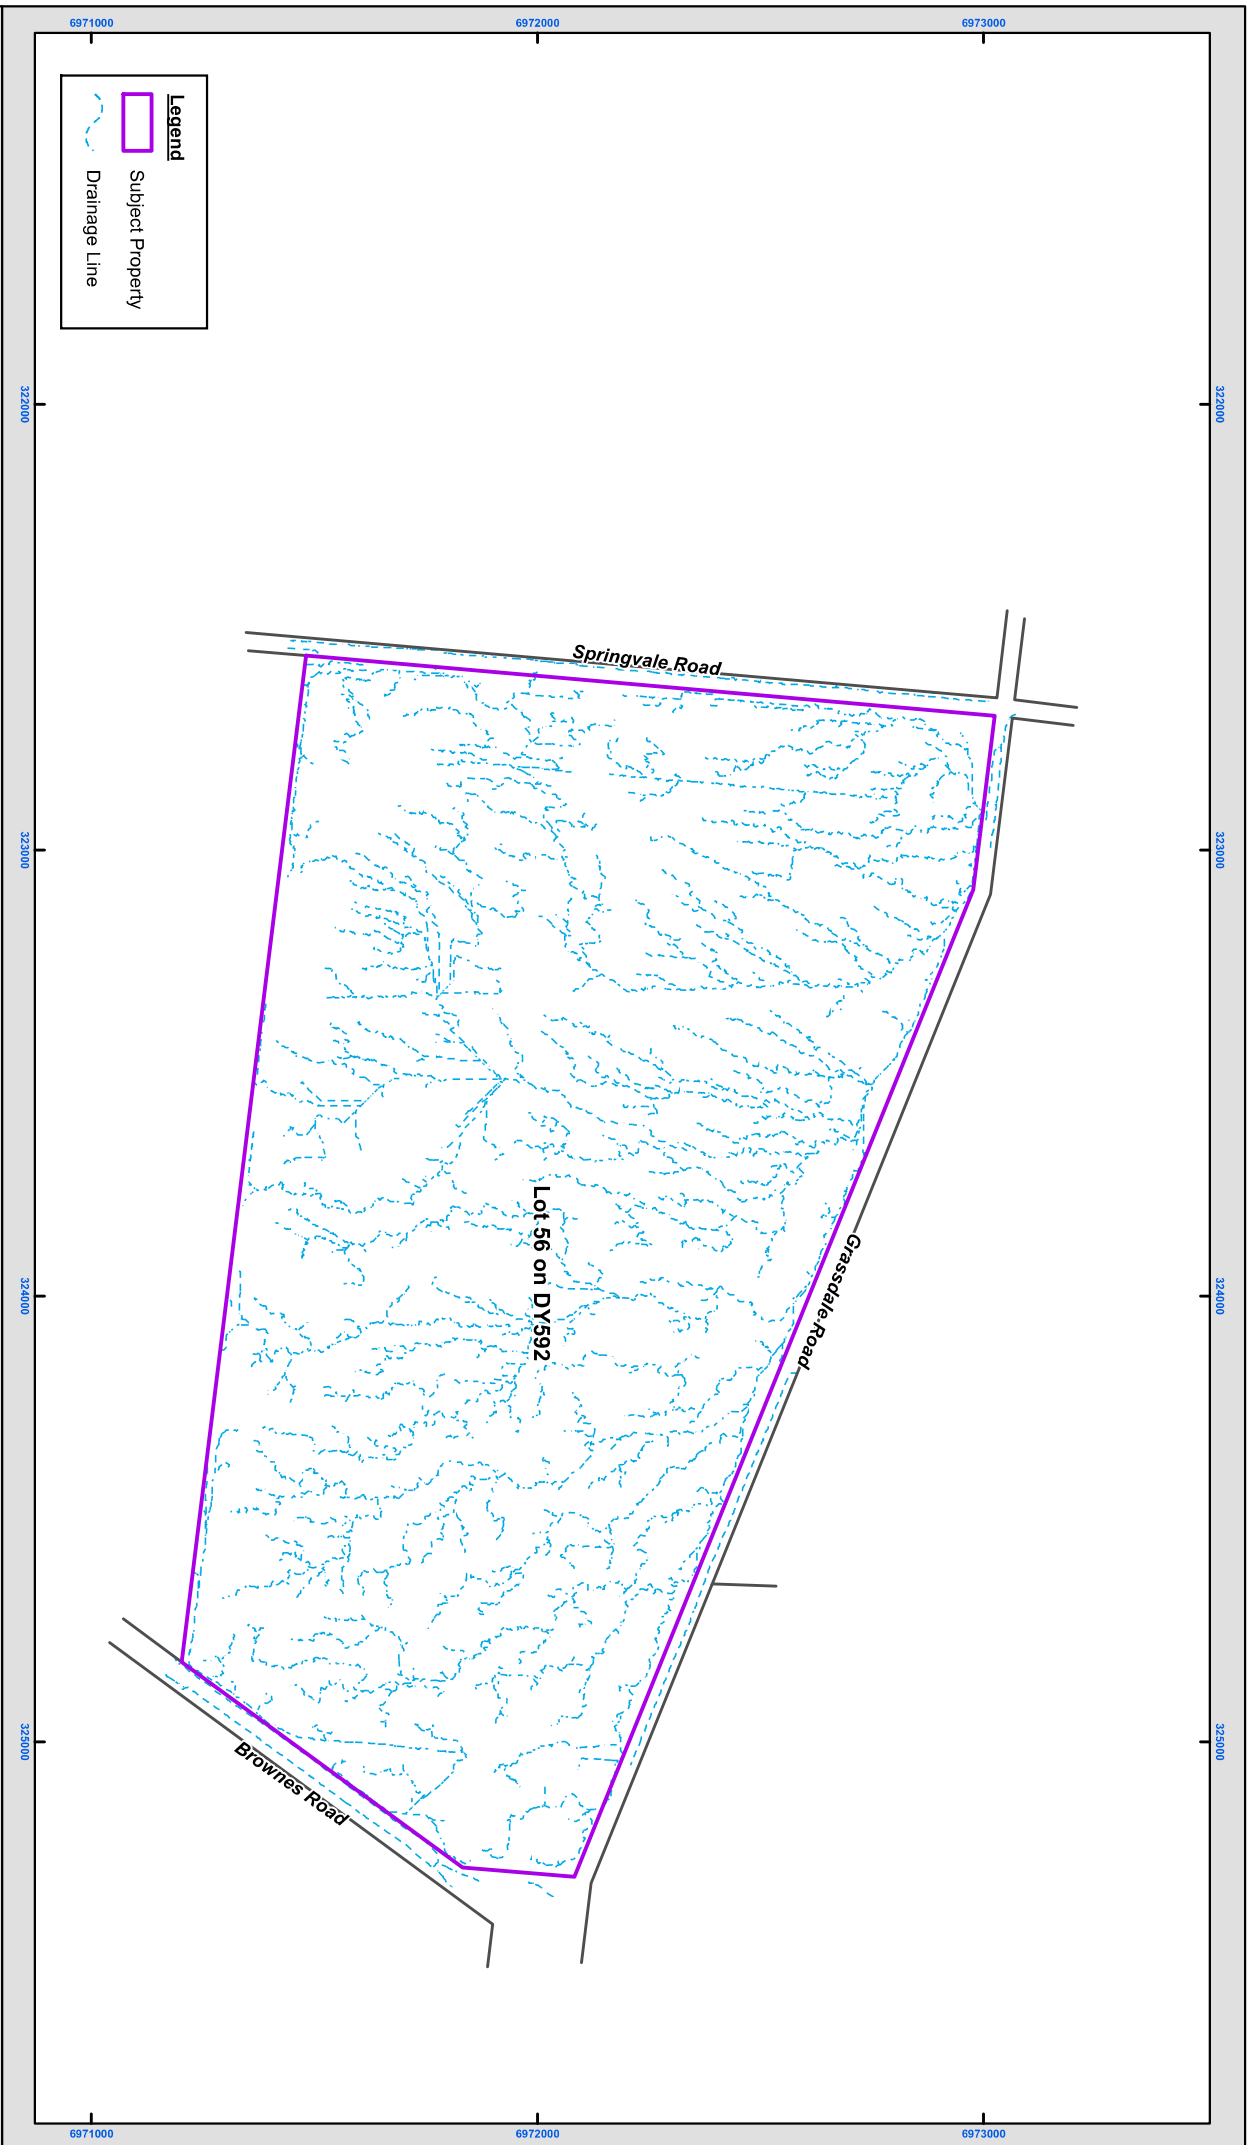 6971000
6972000
6973000
Legend
Subject Property
Drainage Line
322000
322000
Springvale Road
323000
323000
Lot 56 on DY592
Grassdale Road
324000
324000
325000
325000
Brownes Road
6971000
6972000
6973000